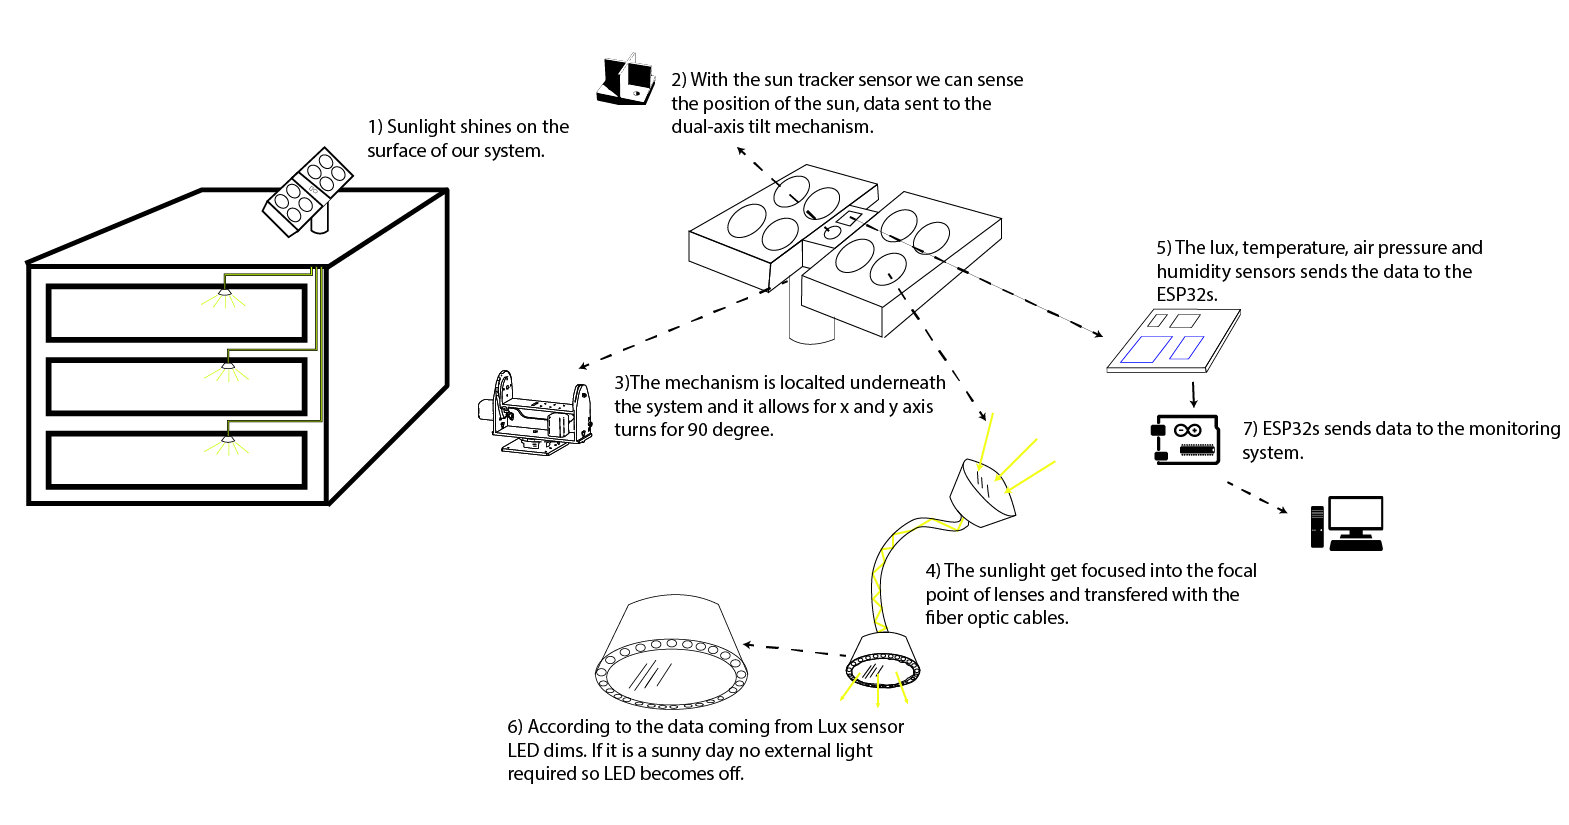 1) Sunlight shines on the
surface of our system.
2) With the sun tracker sensor we can sense
the position of the sun, data sent to the
dual-axis tilt mechanism.
3)The mechanism is localted underneath
the system and it allows for x and y axis
turns for 90 degree.
4) The sunlight get focused into the focal
point of lenses and transfered with the
fiber optic cables.
5) The lux, temperature, air pressure and
humidity sensors sends the data to the
ESP32s.
6) According to the data coming from Lux sensor
LED dims. If it is a sunny day no external light
required so LED becomes off.
7) ESP32s sends data to the monitoring
system.